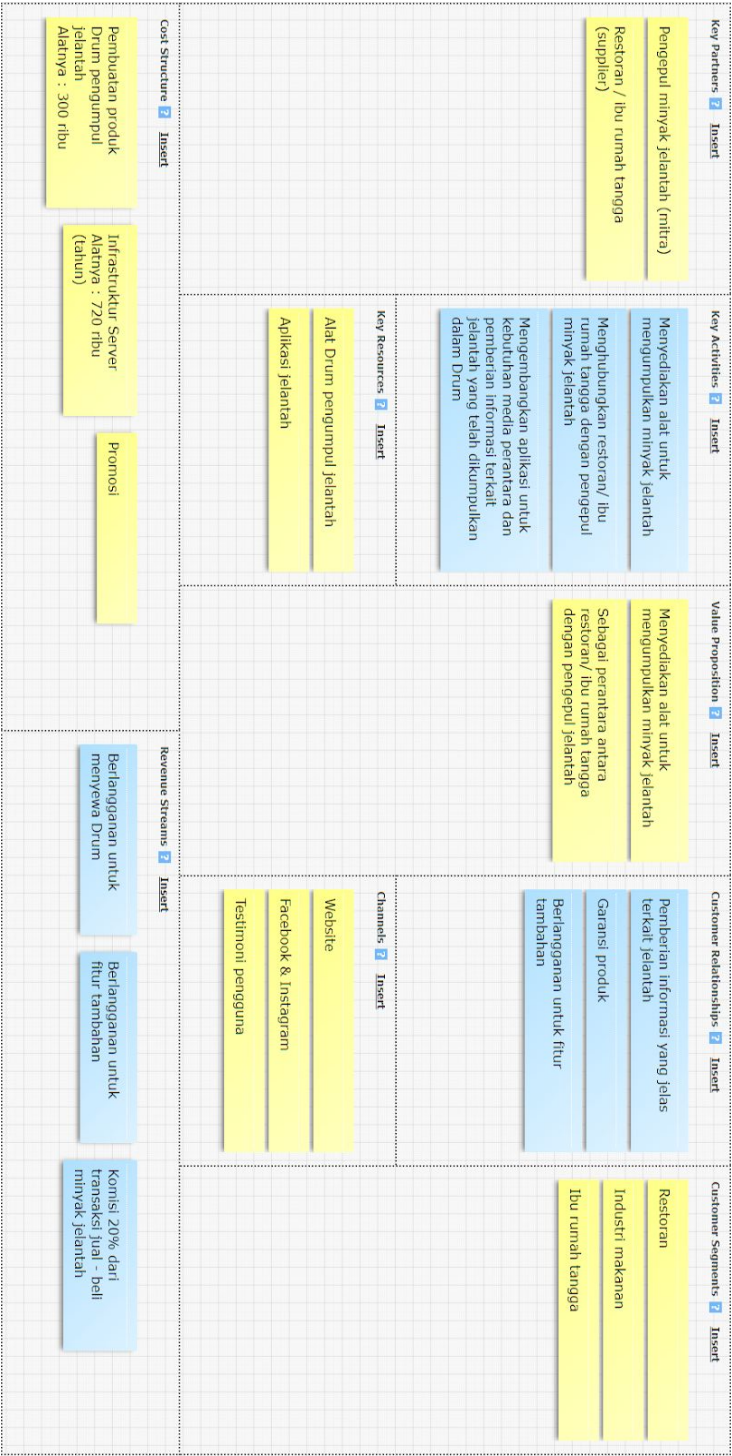 Key Partners ? Insert
Pengepul minyak jelantah (mitra)
Restoran / ibu rumah tangga
(supplier)
Key Activities ? Insert
Menyediakan alat untuk
mengumpulkan minyak jelantah
Menghubungkan restoran/ ibu
rumah tangga dengan pengepul
minyak jelantah
Mengembangkan aplikasi untuk
kebutuhan media perantara dan
pemberian informasi terkait
jelantah yang telah dikumpulkan
dalam Drum
Key Resources ? Insert
Alat Drum pengumpul jelantah
Aplikasi jelantah
Value Proposition ? Insert
Menyediakan alat untuk
mengumpulkan minyak jelantah
Sebagai perantara antara
restoran/ ibu rumah tangga
dengan pengepul jelantah
Customer Relationships ? Insert
Pemberian informasi yang jelas
terkait jelantah
Garansi produk
Berlangganan untuk fitur
tambahan
Channels ? Insert
Website
Facebook & Instagram
Testimoni pengguna
Customer Segments ? Insert
Restoran
Industri makanan
Ibu rumah tangga
Cost Structure ? Insert
Pembuatan produk
Drum pengumpul
jelantah
Alatnya : 300 ribu
Infrastruktur Server
Alatnya : 720 ribu
(tahun)
Promosi
Revenue Streams ? Insert
Berlangganan untuk
menyewa Drum
Berlangganan untuk
fitur tambahan
Komisi 20% dari
transaksi jual - beli
minyak jelantah